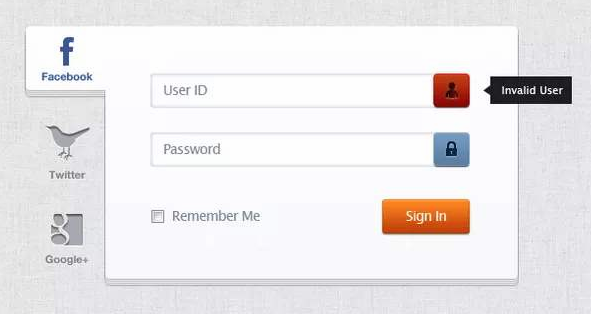 Facebook
User ID
Invalid User
Password
Twitter
Remember Me
Sign In
Google+